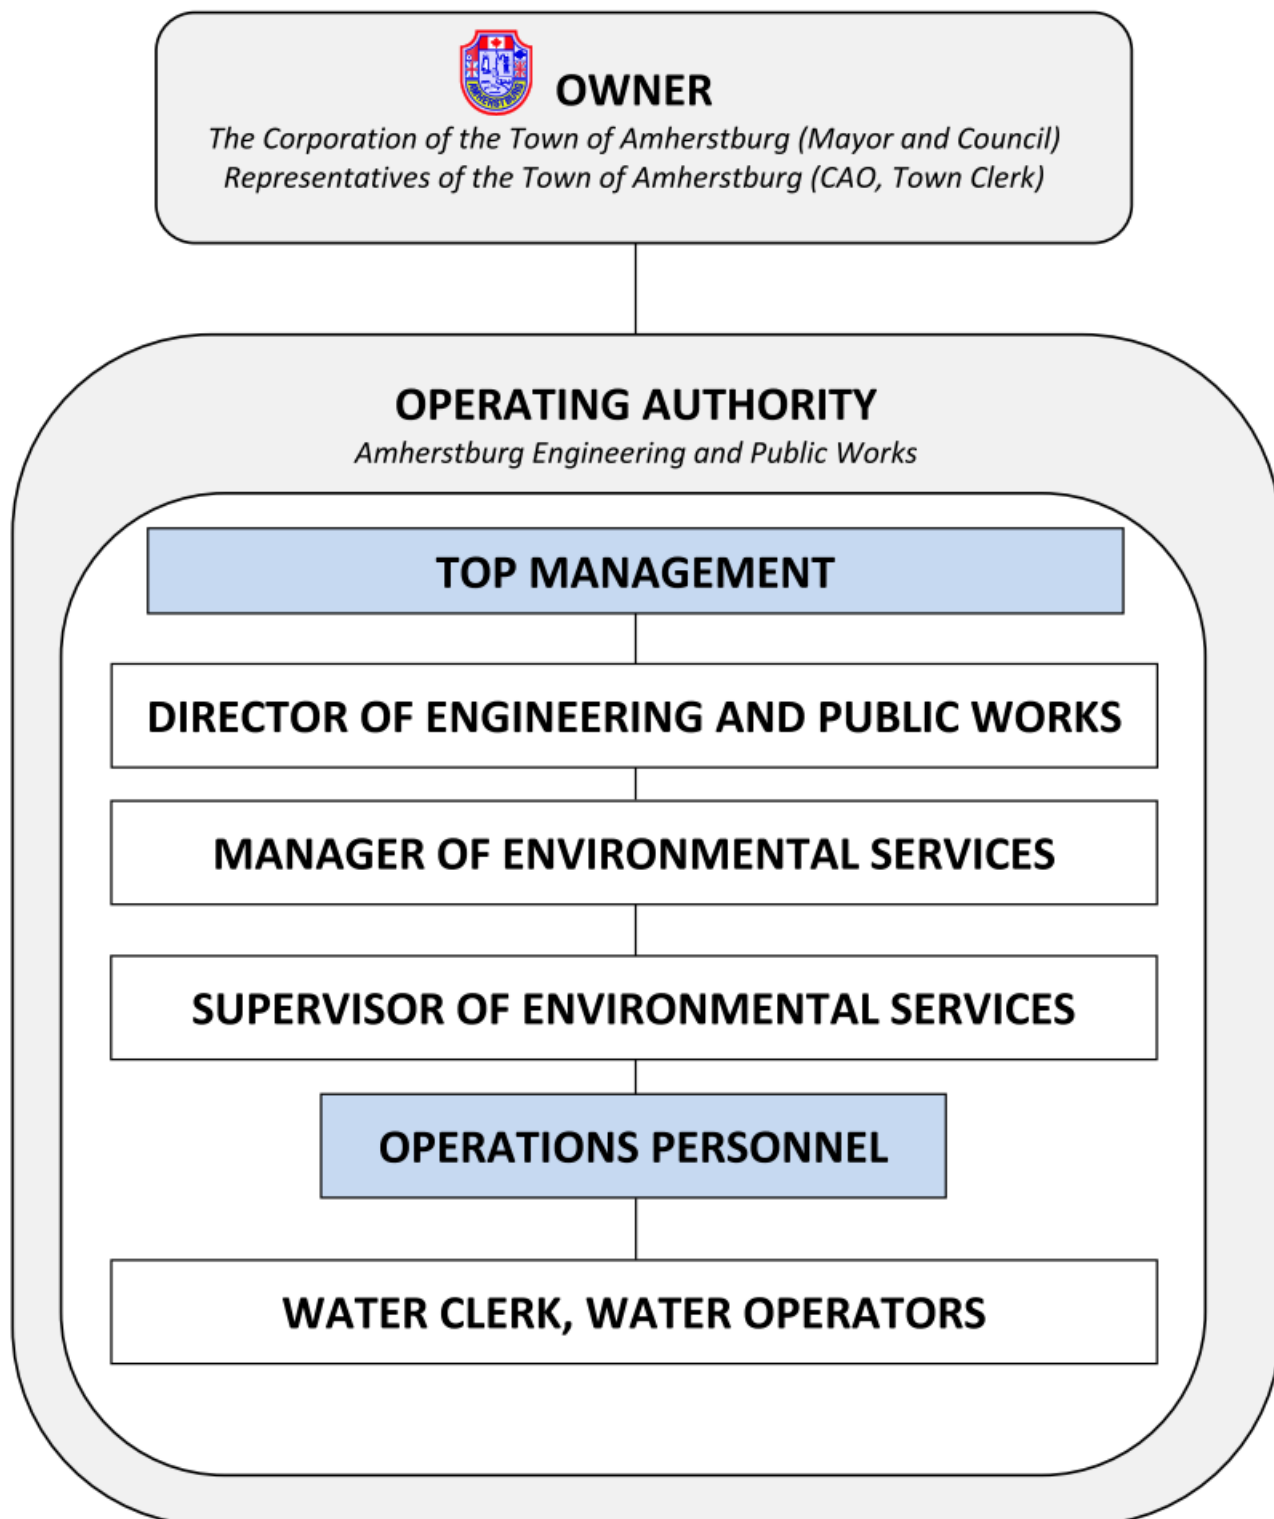 AMHERSTBURG
OWNER
The Corporation of the Town of Amherstburg (Mayor and Council)
Representatives of the Town of Amherstburg (CAO, Town Clerk)
OPERATING AUTHORITY
Amherstburg Engineering and Public Works
TOP MANAGEMENT
DIRECTOR OF ENGINEERING AND PUBLIC WORKS
MANAGER OF ENVIRONMENTAL SERVICES
SUPERVISOR OF ENVIRONMENTAL SERVICES
OPERATIONS PERSONNEL
WATER CLERK, WATER OPERATORS